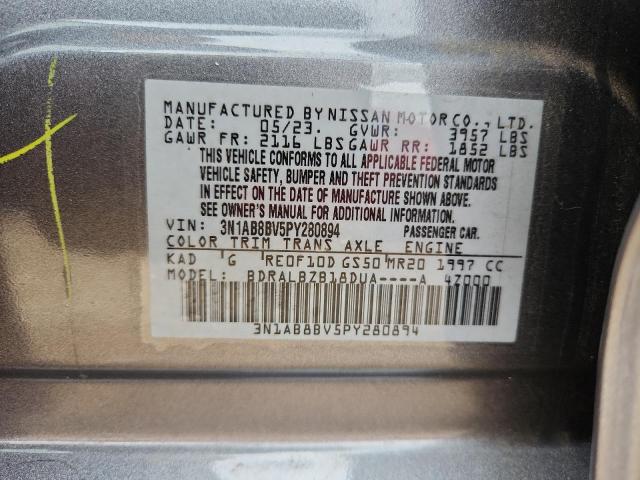 MANUFACTURED BY NISSAN MOTOR CO., LTD.
DATE: 05/23. GVWR: 3957 LBS
GAWR FR: 2116 LBS GAWR RR: 1852 LBS
THIS VEHICLE CONFORMS TO ALL APPLICABLE FEDERAL MOTOR
VEHICLE SAFETY, BUMPER AND THEFT PREVENTION STANDARDS
IN EFFECT ON THE DATE OF MANUFACTURE SHOWN ABOVE.
SEE OWNER'S MANUAL FOR ADDITIONAL INFORMATION.
VIN: 3N1AB8BV5PY280894 PASSENGER CAR.
COLOR TRIM TRANS AXLE ENGINE
KAD G RE0F10D GS50 MR20 1997 CC
MODEL: BDRALBZB18DUA----A 4Z000
3N1AB8BV5PY280894